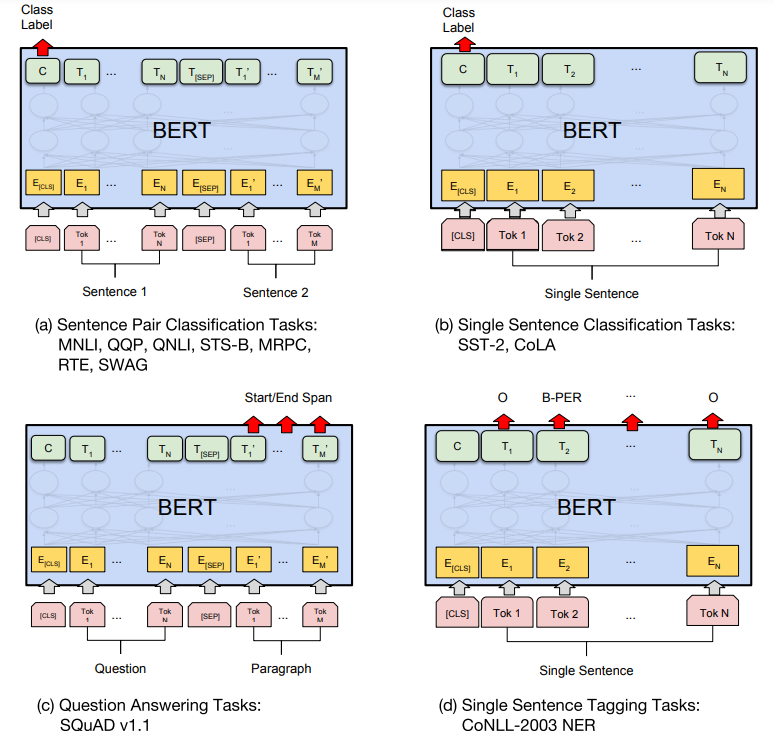 Class
Label
C T1 ... TN T[SEP] T1' ... TM'
BERT
E[CLS] E1 ... EN E[SEP] E1' ... EM'
[CLS] Tok 1 ... Tok N [SEP] Tok 1 ... Tok M
Sentence 1 Sentence 2
(a) Sentence Pair Classification Tasks:
MNLI, QQP, QNLI, STS-B, MRPC,
RTE, SWAG
Class
Label
C T1 T2 ... TN
BERT
E[CLS] E1 E2 ... EN
[CLS] Tok 1 Tok 2 ... Tok N
Single Sentence
(b) Single Sentence Classification Tasks:
SST-2, CoLA
Start/End Span
C T1 ... TN T[SEP] T1' ... TM'
BERT
E[CLS] E1 ... EN E[SEP] E1' ... EM'
[CLS] Tok 1 ... Tok N [SEP] Tok 1 ... Tok M
Question Paragraph
(c) Question Answering Tasks:
SQuAD v1.1
O B-PER ... O
C T1 T2 ... TN
BERT
E[CLS] E1 E2 ... EN
[CLS] Tok 1 Tok 2 ... Tok N
Single Sentence
(d) Single Sentence Tagging Tasks:
CoNLL-2003 NER